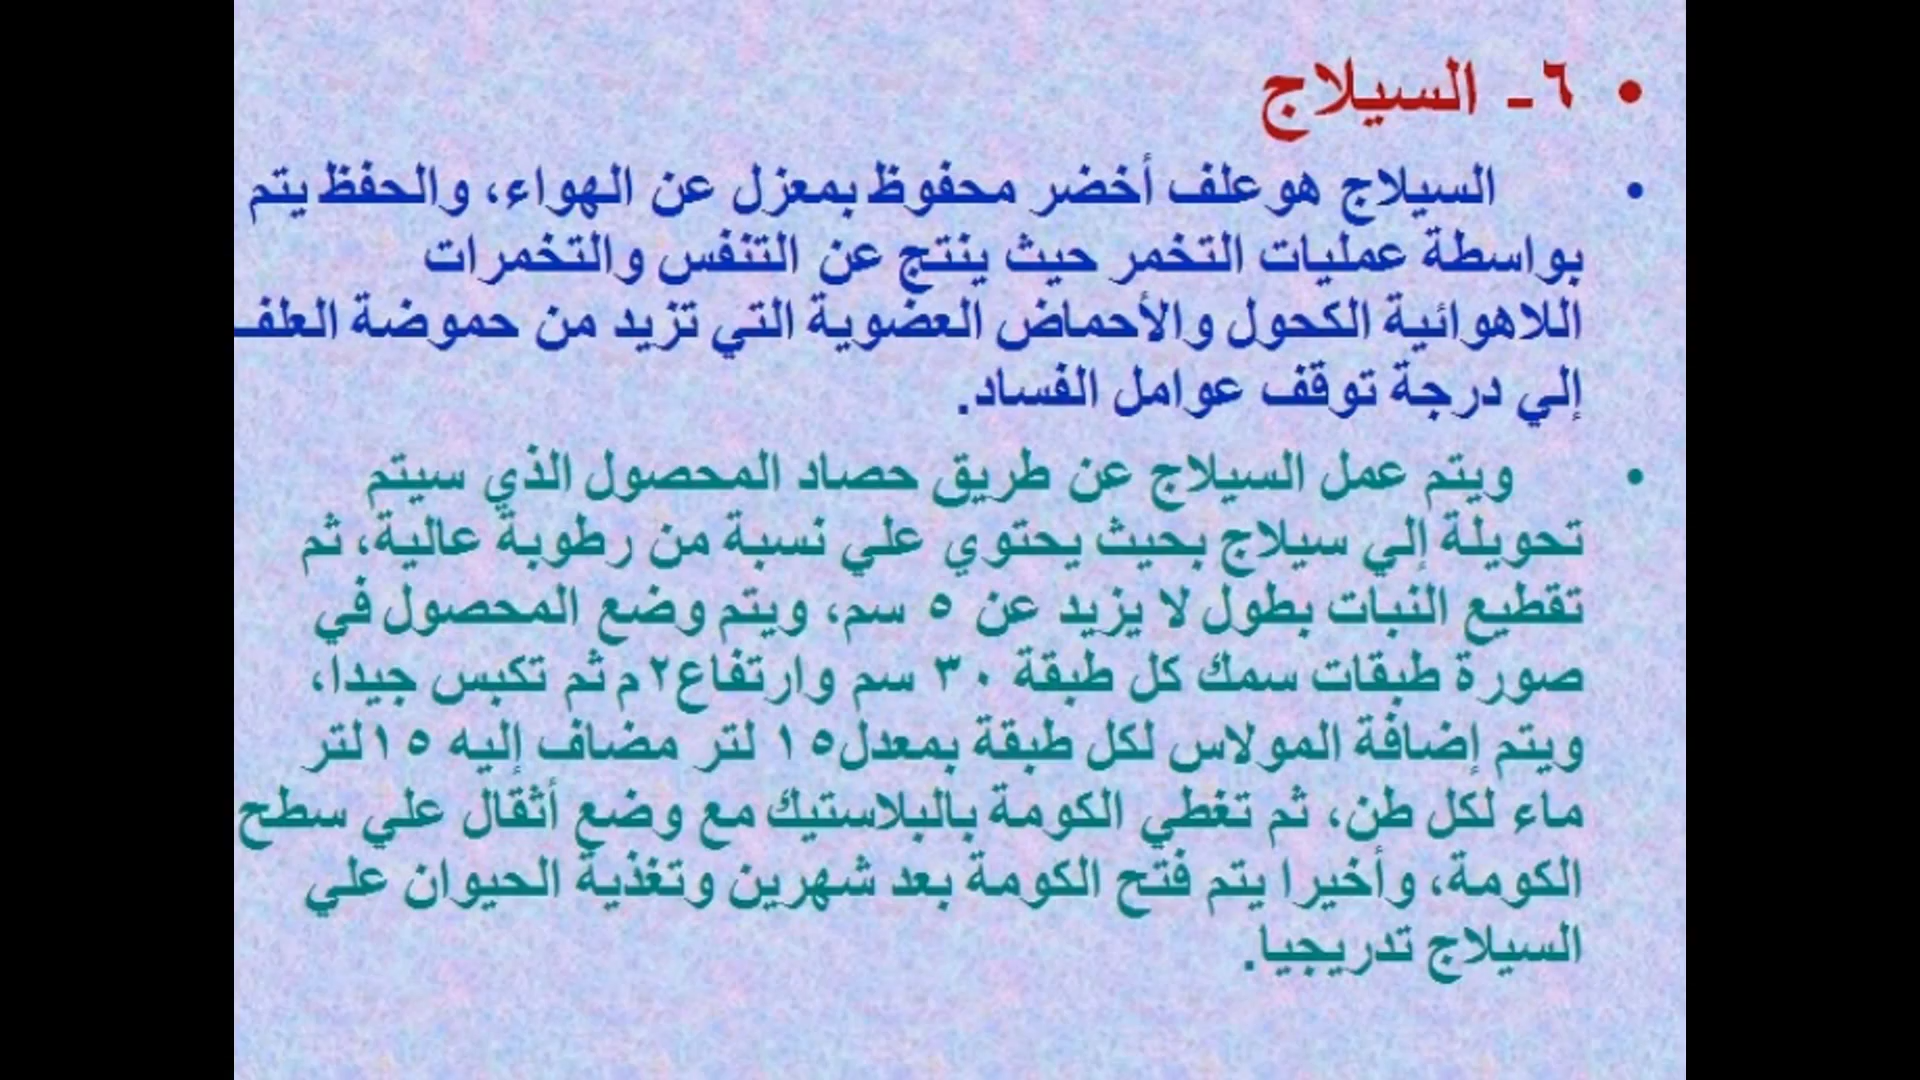 • ٦- السيلاج
• السيلاج هو علف أخضر محفوظ بمعزل عن الهواء، والحفظ يتم
بواسطة عمليات التخمر حيث ينتج عن التنفس والتخمرات
اللاهوائية الكحول والأحماض العضوية التي تزيد من حموضة العلف
إلي درجة توقف عوامل الفساد.
• ويتم عمل السيلاج عن طريق حصاد المحصول الذي سيتم
تحويلة إلي سيلاج بحيث يحتوي علي نسبة من رطوبة عالية، ثم
تقطيع النبات بطول لا يزيد عن ٥ سم، ويتم وضع المحصول في
صورة طبقات سمك كل طبقة ٣٠ سم وارتفاع٢ م ثم تكبس جيدا،
ويتم إضافة المولاس لكل طبقة بمعدل١٥ لتر مضاف إليه ١٥لتر
ماء لكل طن، ثم تغطي الكومة بالبلاستيك مع وضع أثقال علي سطح
الكومة، وأخيرا يتم فتح الكومة بعد شهرين وتغذية الحيوان علي
السيلاج تدريجيا.